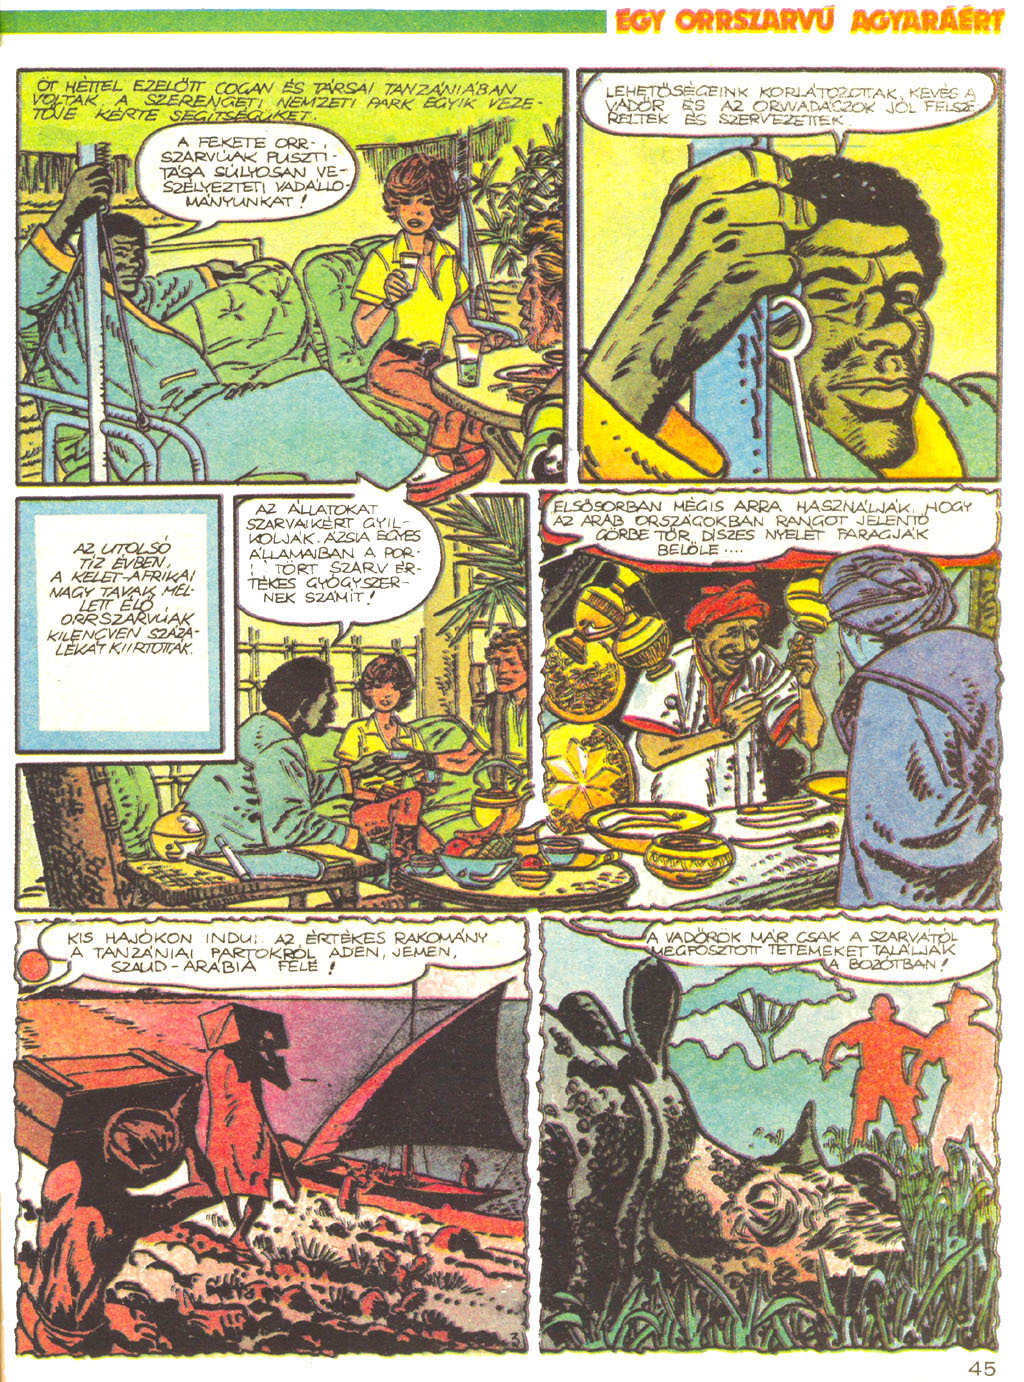 EGY ORRSZARVÚ AGYARÁÉRT
ÖT HÉTTEL EZELŐTT COGAN ÉS TÁRSAI TANZÁNIÁBAN
VOLTAK. A SZERENGETI NEMZETI PARK EGYIK VEZE-
TŐJE KÉRTE SEGÍTSÉGÜKET.
A FEKETE ORR-
SZARVÚAK PUSZTÍ-
TÁSA SÚLYOSAN VE-
SZÉLYEZTETI VADÁLLO-
MÁNYUNKAT!
LEHETŐSÉGEINK KORLÁTOZOTTAK, KEVÉS A
VADŐR ÉS AZ ORVVADÁSZOK JÓL FELSZE-
RELTEK ÉS SZERVEZETTEK.
AZ UTOLSÓ
TÍZ ÉVBEN,
A KELET-AFRIKAI
NAGY TAVAK MEL-
LETT ÉLŐ
ORRSZARVÚAK
KILENCVEN SZÁZA-
LÉKÁT KIIRTOTTÁK.
AZ ÁLLATOKAT
SZARVAIKÉRT GYIL-
KOLJÁK. ÁZSIA EGYES
ÁLLAMAIBAN A POR-
RÁ TÖRT SZARV ÉR-
TÉKES GYÓGYSZER-
NEK SZÁMÍT!
ELSŐSORBAN MÉGIS ARRA HASZNÁLJÁK, HOGY
AZ ARAB ORSZÁGOKBAN RANGOT JELENTŐ
GÖRBE TŐR, DÍSZES NYELÉT FARAGJÁK
BELŐLE....
KIS HAJÓKON INDUL AZ ÉRTÉKES RAKOMÁNY
A TANZÁNIAI PARTOKRÓL ADEN, JEMEN,
SZAUD-ARÁBIA FELÉ!
A VADŐRÖK MÁR CSAK A SZARVÁTÓL
MEGFOSZTOTT TETEMEKET TALÁLJÁK
A BOZÓTBAN!
3
45